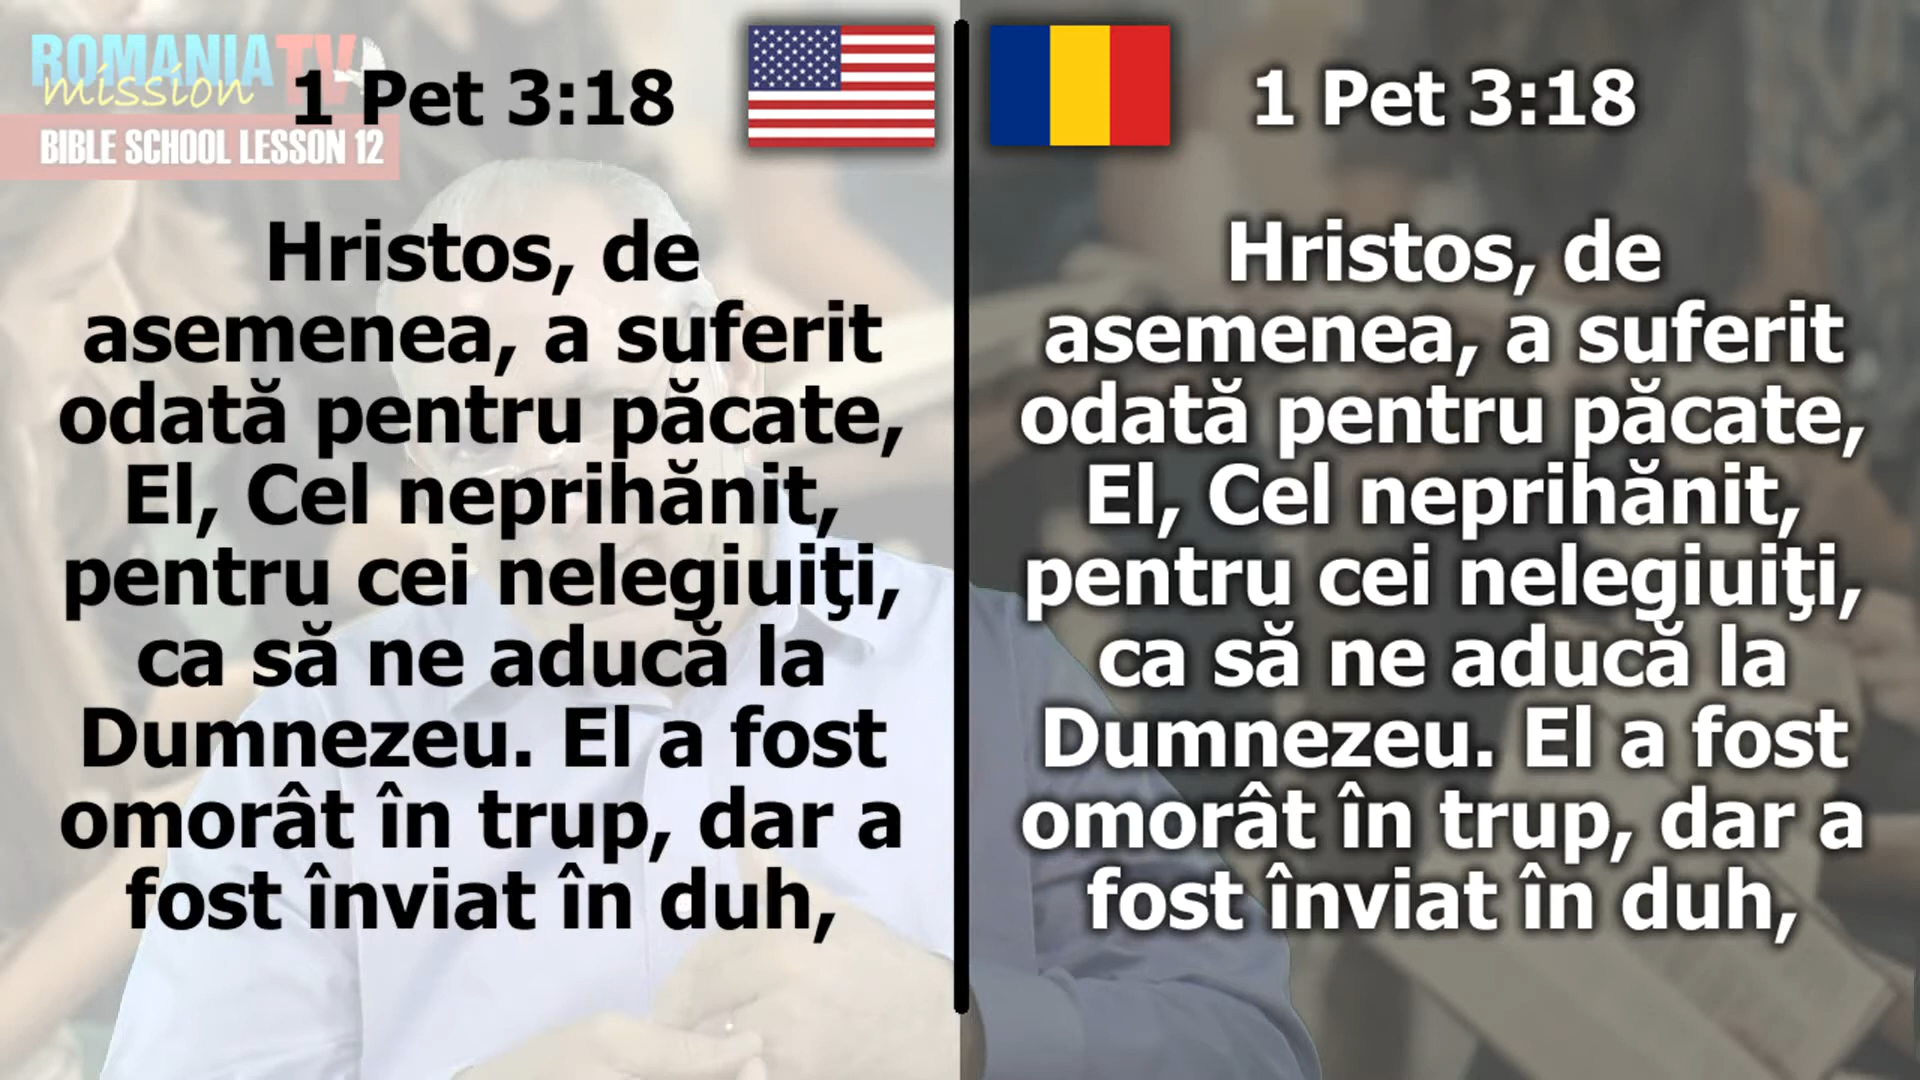 ROMANIA TV
mission
BIBLE SCHOOL LESSON 12
1 Pet 3:18
Hristos, de
asemenea, a suferit
odată pentru păcate,
El, Cel neprihănit,
pentru cei nelegiuiţi,
ca să ne aducă la
Dumnezeu. El a fost
omorât în trup, dar a
fost înviat în duh,
1 Pet 3:18
Hristos, de
asemenea, a suferit
odată pentru păcate,
El, Cel neprihănit,
pentru cei nelegiuiţi,
ca să ne aducă la
Dumnezeu. El a fost
omorât în trup, dar a
fost înviat în duh,